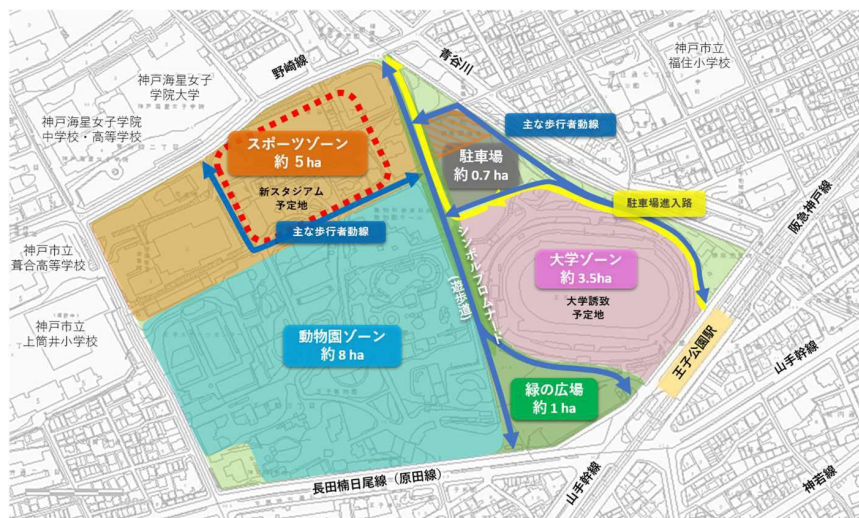 野崎線
青谷川
神戸市立
福住小学校
神戸海星女子
学院大学
神戸海星女子学院
中学校・高等学校
スポーツゾーン
約 5 ha
新スタジアム
予定地
主な歩行者動線
主な歩行者動線
駐車場
約 0.7 ha
駐車場進入路
阪急神戸線
神戸市立
葺合高等学校
神戸市立
上筒井小学校
シンボルプロムナード
(遊歩道)
大学ゾーン
約 3.5ha
大学誘致
予定地
動物園ゾーン
約 8 ha
緑の広場
約 1 ha
王子公園駅
山手幹線
長田楠日尾線(原田線)
山手幹線
神若線